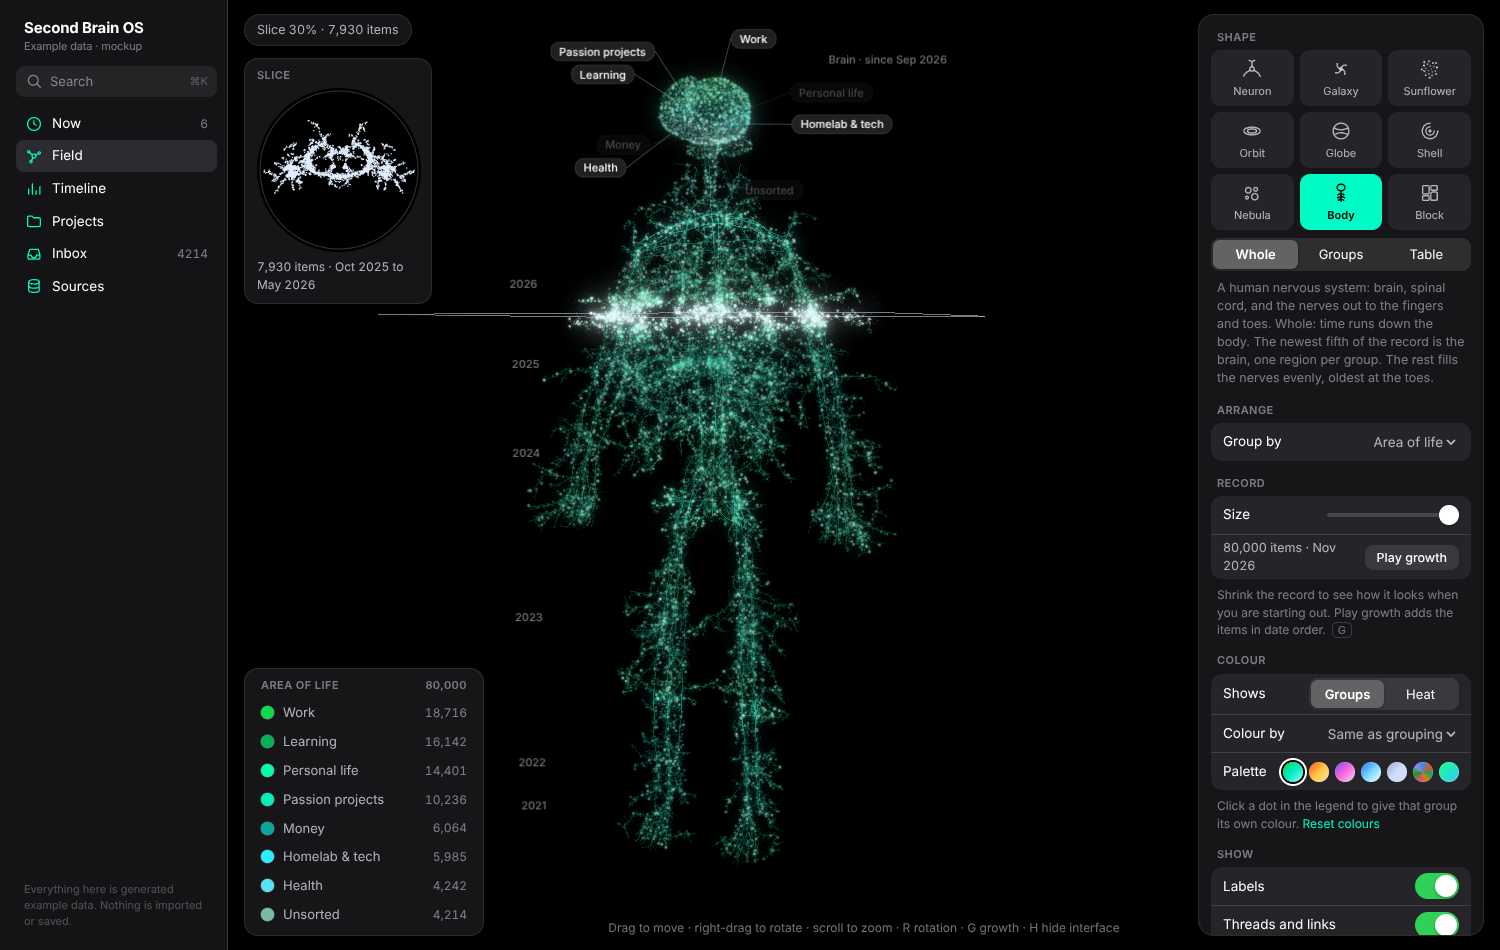 Second Brain OS
Example data · mockup
Search ⌘K
Now 6
Field
Timeline
Projects
Inbox 4214
Sources
Everything here is generated
example data. Nothing is imported
or saved.
Slice 30% · 7,930 items
SLICE
7,930 items · Oct 2025 to
May 2026
Work
Passion projects
Brain · since Sep 2026
Learning
Personal life
Homelab & tech
Money
Health
Unsorted
2026
2025
2024
2023
2022
2021
AREA OF LIFE 80,000
Work 18,716
Learning 16,142
Personal life 14,401
Passion projects 10,236
Money 6,064
Homelab & tech 5,985
Health 4,242
Unsorted 4,214
Drag to move · right-drag to rotate · scroll to zoom · R rotation · G growth · H hide interface
SHAPE
Neuron Galaxy Sunflower
Orbit Globe Shell
Nebula Body Block
Whole Groups Table
A human nervous system: brain, spinal
cord, and the nerves out to the fingers
and toes. Whole: time runs down the
body. The newest fifth of the record is the
brain, one region per group. The rest fills
the nerves evenly, oldest at the toes.
ARRANGE
Group by Area of life
RECORD
Size
80,000 items · Nov
2026
Play growth
Shrink the record to see how it looks when
you are starting out. Play growth adds the
items in date order. G
COLOUR
Shows Groups Heat
Colour by Same as grouping
Palette
Click a dot in the legend to give that group
its own colour. Reset colours
SHOW
Labels
Threads and links